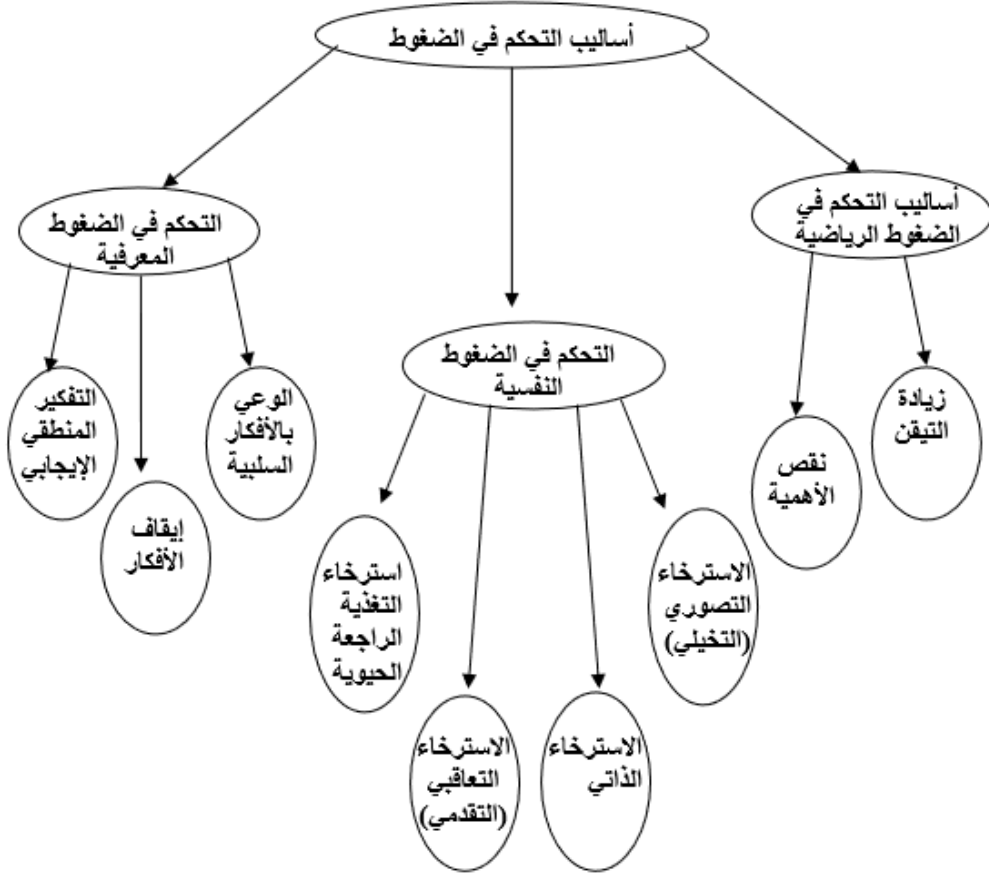 أساليب التحكم في الضغوط
أساليب التحكم في
الضغوط الرياضية
زيادة
التيقن
نقص
الأهمية
التحكم في الضغوط
النفسية
الاسترخاء
التصوري
(التخيلي)
الاسترخاء
الذاتي
الاسترخاء
التعاقبي
(التقدمي)
استرخاء
التغذية
الراجعة
الحيوية
التحكم في الضغوط
المعرفية
الوعي
بالأفكار
السلبية
إيقاف
الأفكار
التفكير
المنطقي
الإيجابي